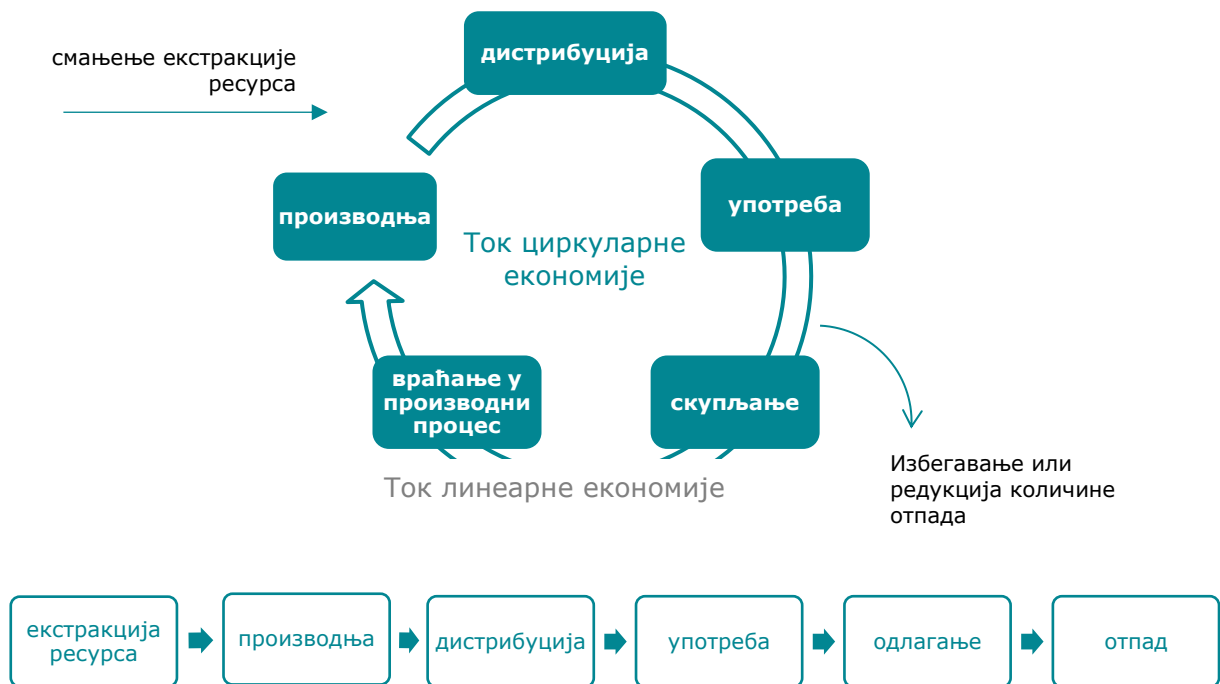 смањење екстракције
ресурса
дистрибуција
употреба
производња
Ток циркуларне
економије
враћање у
производни
процес
скупљање
Избегавање или
редукција количине
отпада
Ток линеарне економије
екстракција
ресурса
производња
дистрибуција
употреба
одлагање
отпад